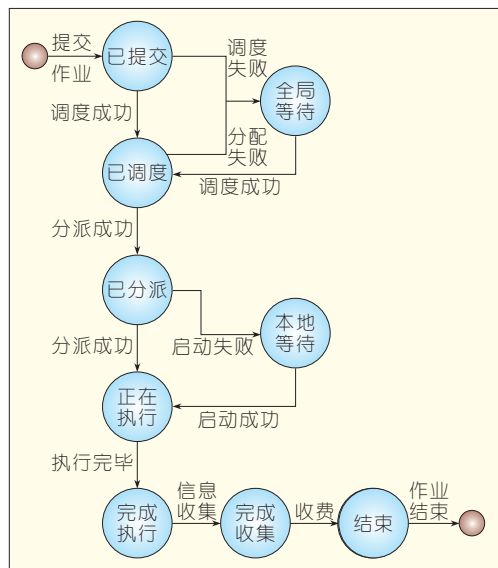 提交
作业
已提交
调度
失败
全局
等待
调度成功
分配
失败
已调度
调度成功
分派成功
已分派
本地
等待
分派成功
启动失败
正在
执行
启动成功
执行完毕
完成
执行
信息
收集
完成
收集
收费
结束
作业
结束